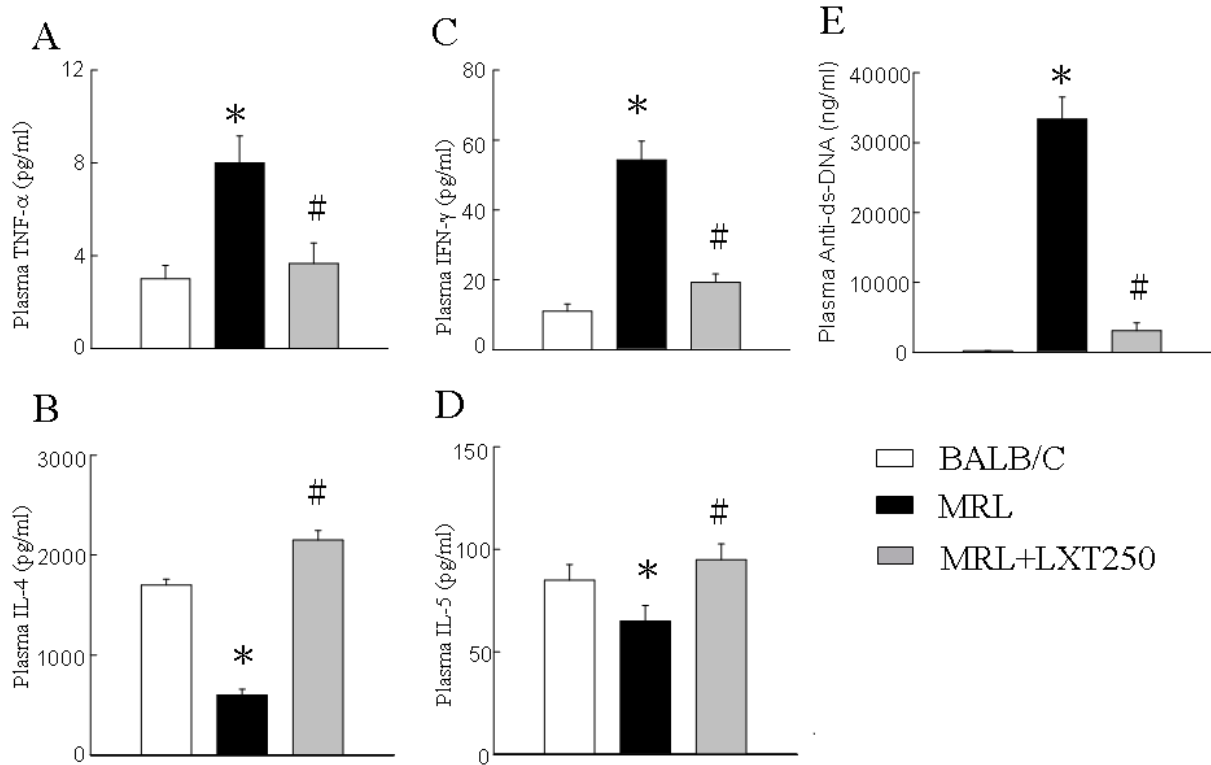 A
Plasma TNF-α (pg/ml)
12
8
4
0
*
#
C
Plasma IFN-γ (pg/ml)
80
60
40
20
0
*
#
E
Plasma Anti-ds-DNA (ng/ml)
40000
30000
20000
10000
0
*
#
B
Plasma IL-4 (pg/ml)
3000
2000
1000
0
*
#
D
Plasma IL-5 (pg/ml)
150
100
50
0
*
#
BALB/C
MRL
MRL+LXT250